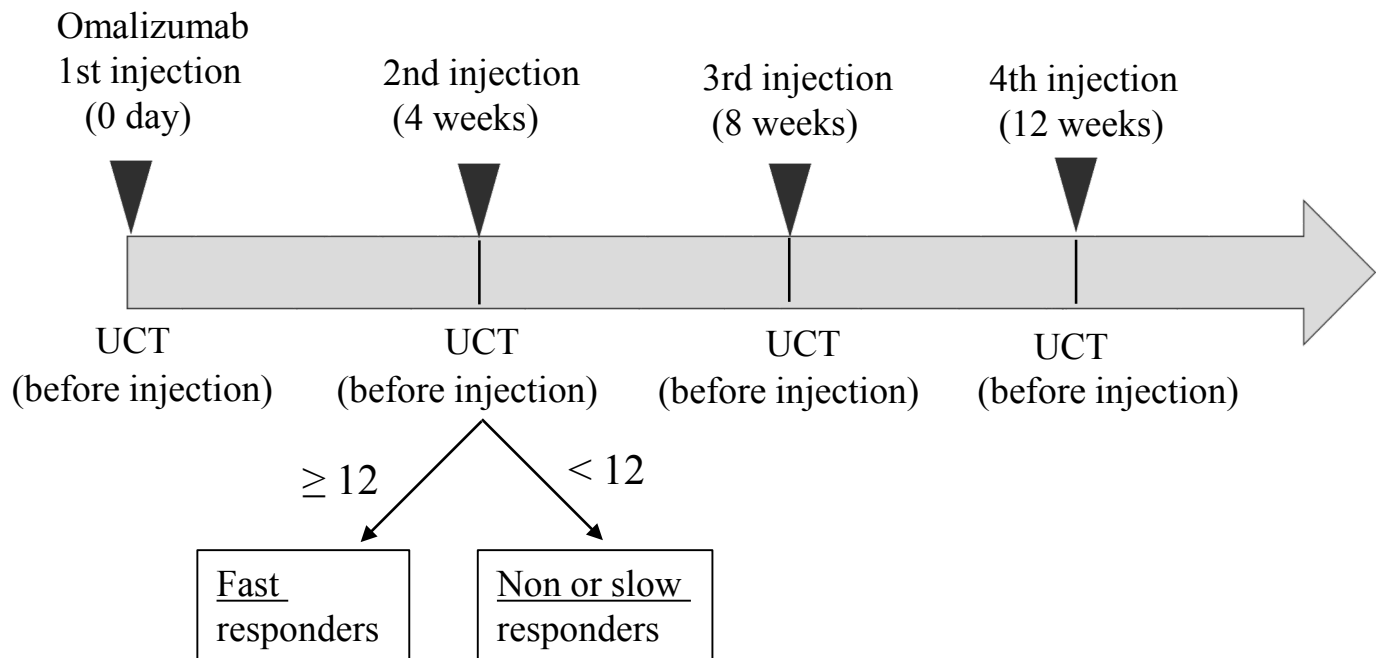 Omalizumab
1st injection
(0 day)
2nd injection
(4 weeks)
3rd injection
(8 weeks)
4th injection
(12 weeks)
UCT
(before injection)
UCT
(before injection)
UCT
(before injection)
UCT
(before injection)
≥ 12
< 12
Fast
responders
Non or slow
responders